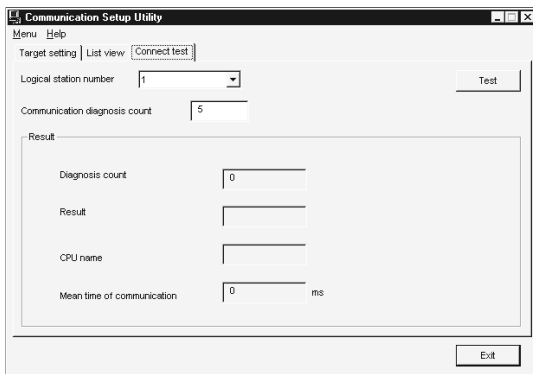 Communication Setup Utility
Menu Help
Target setting List view Connect test
Logical station number 1 Test
Communication diagnosis count 5
Result
Diagnosis count 0
Result
CPU name
Mean time of communication 0 ms
Exit